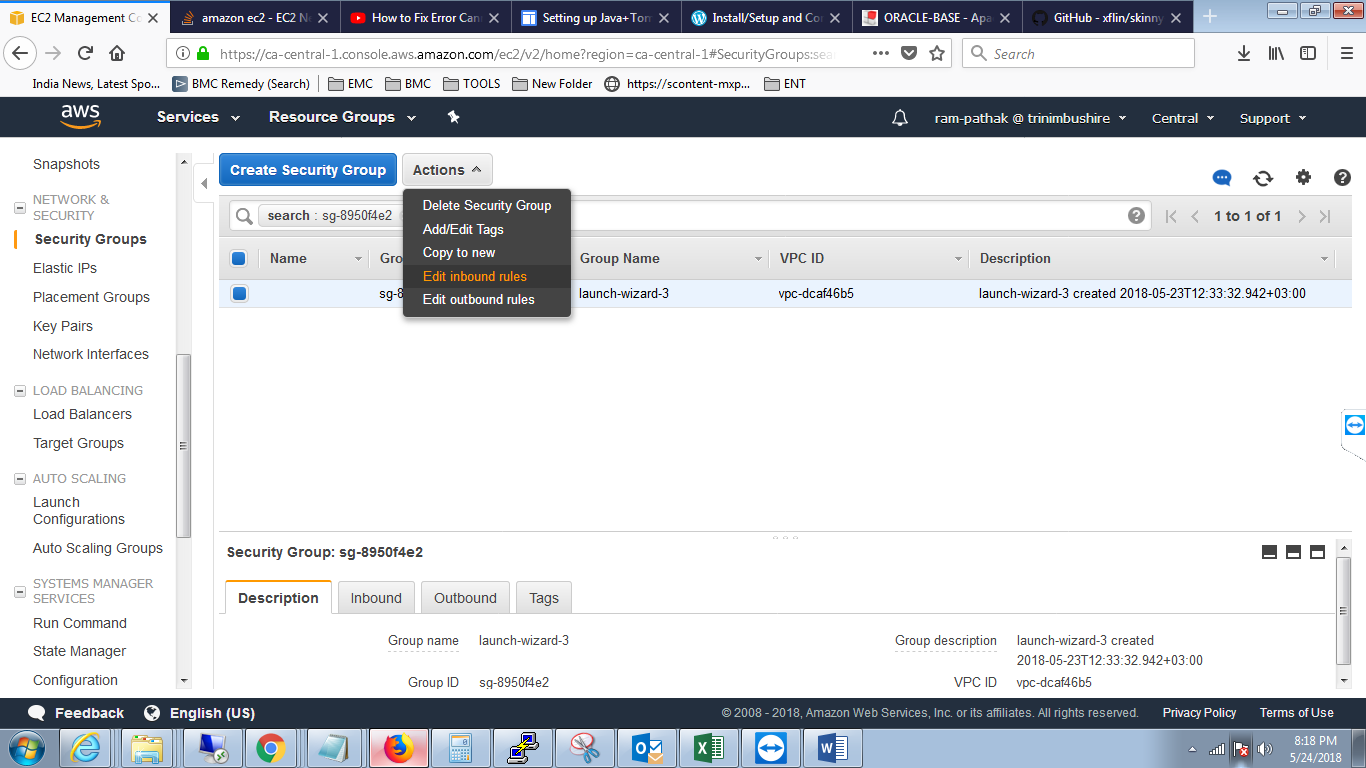 EC2 Management Co
amazon ec2 - EC2 No
How to Fix Error Can
Setting up Java+Tom
Install/Setup and Con
ORACLE-BASE - Apa
GitHub - xflin/skinny
https://ca-central-1.console.aws.amazon.com/ec2/v2/home?region=ca-central-1#SecurityGroups:sea
Search
India News, Latest Spo...
BMC Remedy (Search)
EMC
BMC
TOOLS
New Folder
https://scontent-mxp...
ENT
aws
Services
Resource Groups
ram-pathak @ trinimbushire
Central
Support
Snapshots
NETWORK &
SECURITY
Security Groups
Elastic IPs
Placement Groups
Key Pairs
Network Interfaces
LOAD BALANCING
Load Balancers
Target Groups
AUTO SCALING
Launch
Configurations
Auto Scaling Groups
SYSTEMS MANAGER
SERVICES
Run Command
State Manager
Configuration
Create Security Group
Actions
Delete Security Group
Add/Edit Tags
Copy to new
Edit inbound rules
Edit outbound rules
search : sg-8950f4e2
1 to 1 of 1
Name
Gro
Group Name
VPC ID
Description
sg-8
launch-wizard-3
vpc-dcaf46b5
launch-wizard-3 created 2018-05-23T12:33:32.942+03:00
Security Group: sg-8950f4e2
Description
Inbound
Outbound
Tags
Group name
launch-wizard-3
Group description
launch-wizard-3 created
2018-05-23T12:33:32.942+03:00
Group ID
sg-8950f4e2
VPC ID
vpc-dcaf46b5
Feedback
English (US)
© 2008 - 2018, Amazon Web Services, Inc. or its affiliates. All rights reserved.
Privacy Policy
Terms of Use
8:18 PM
5/24/2018